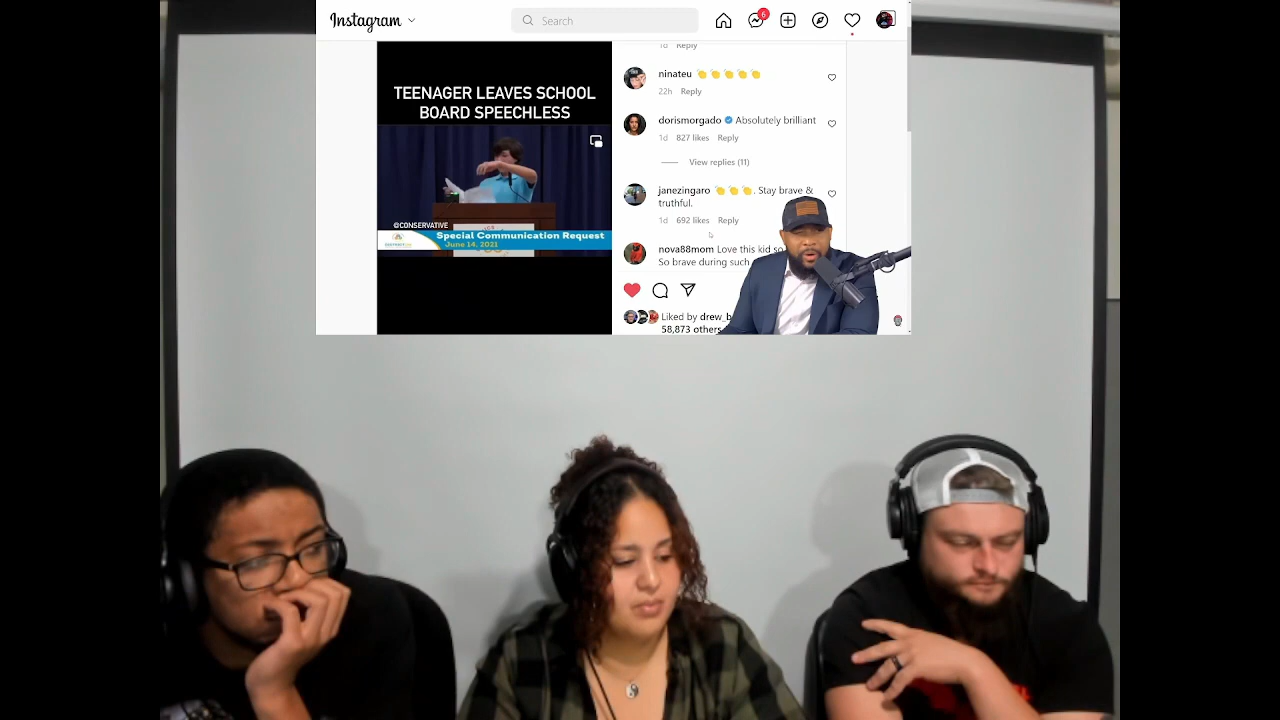 Instagram
Search
6
TEENAGER LEAVES SCHOOL
BOARD SPEECHLESS
@CONSERVATIVE
Special Communication Request
June 14, 2021
1d Reply
ninateu 👏👏👏👏👏
22h Reply
dorismorgado Absolutely brilliant
1d 827 likes Reply
View replies (11)
janezingaro 👏👏👏. Stay brave &
truthful.
1d 692 likes Reply
nova88mom Love this kid
So brave during such
Liked by
58,873 others